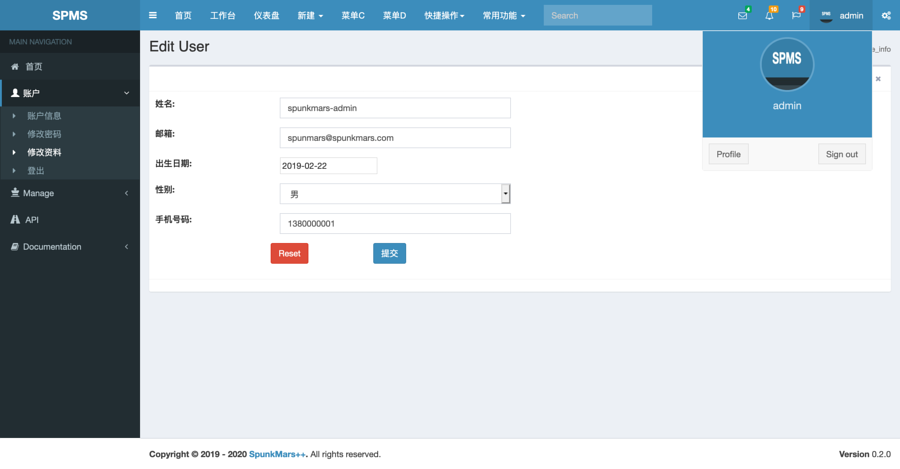 SPMS
首页 工作台 仪表盘 新建 菜单C 菜单D 快捷操作 常用功能 Search 4 10 9 SPMS admin
MAIN NAVIGATION
首页
账户
账户信息
修改密码
修改资料
登出
Manage
API
Documentation
Edit User
e_info
姓名: spunkmars-admin
邮箱: spunmars@spunkmars.com
出生日期: 2019-02-22
性别: 男
手机号码: 1380000001
Reset 提交
SPMS
admin
Profile Sign out
Copyright © 2019 - 2020 SpunkMars++. All rights reserved. Version 0.2.0